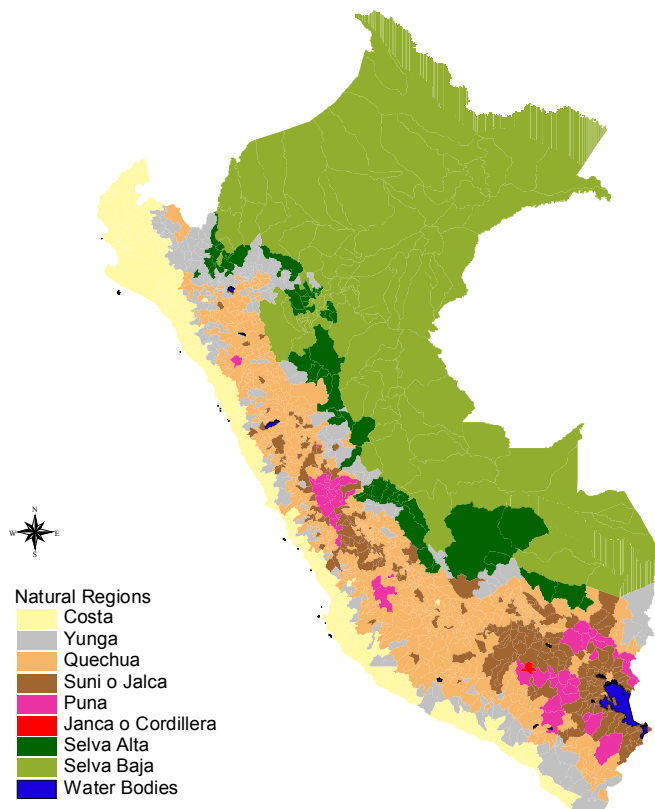 N
W E
S
Natural Regions
Costa
Yunga
Quechua
Suni o Jalca
Puna
Janca o Cordillera
Selva Alta
Selva Baja
Water Bodies